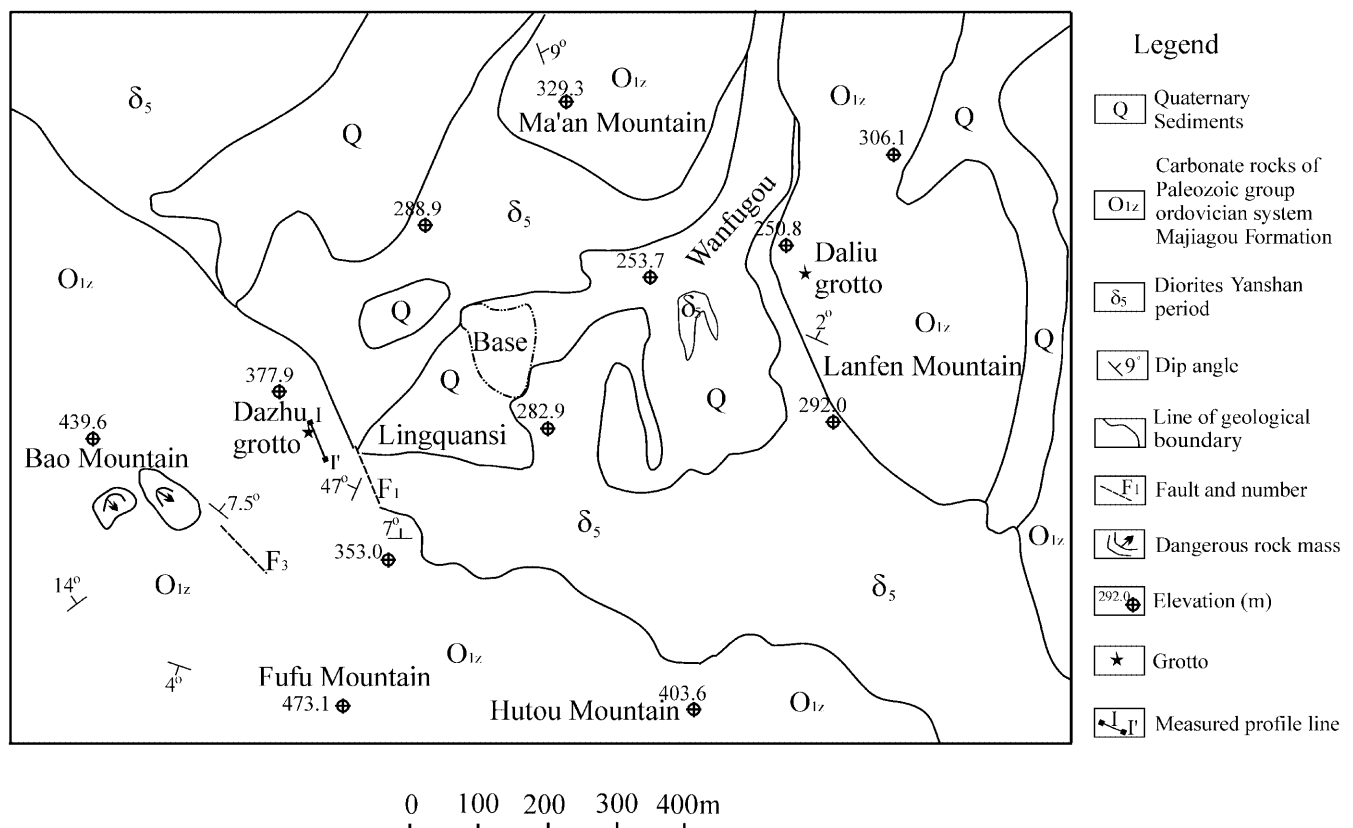 δ5
9°
O1z
329.3
Ma'an Mountain
Q
O1z
306.1
Q
288.9
δ5
Wanfugou
250.8
Daliu
grotto
253.7
O1z
Q
δ5
Base
2°
O1z
Q
Lanfen Mountain
377.9
Q
Q
Dazhu
grotto
I
I'
439.6
Bao Mountain
Lingquansi
282.9
292.0
47°
F1
7.5°
7°
δ5
353.0
F3
O1z
14°
O1z
δ5
4°
O1z
Fufu Mountain
473.1
Hutou Mountain
403.6
O1z
0 100 200 300 400m
Legend
Q
Quaternary
Sediments
O1z
Carbonate rocks of
Paleozoic group
ordovician system
Majiagou Formation
δ5
Diorites Yanshan
period
9°
Dip angle
Line of geological
boundary
F1
Fault and number
Dangerous rock mass
292.0
Elevation (m)
Grotto
I
I'
Measured profile line